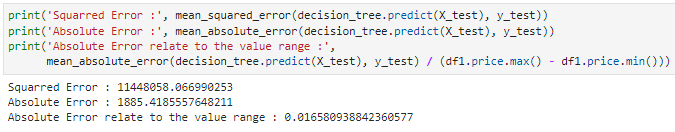 print('Squarred Error :', mean_squared_error(decision_tree.predict(X_test), y_test))
print('Absolute Error :', mean_absolute_error(decision_tree.predict(X_test), y_test))
print('Absolute Error relate to the value range :',
mean_absolute_error(decision_tree.predict(X_test), y_test) / (df1.price.max() - df1.price.min()))
Squarred Error : 11448058.066990253
Absolute Error : 1885.4185557648211
Absolute Error relate to the value range : 0.016580938842360577